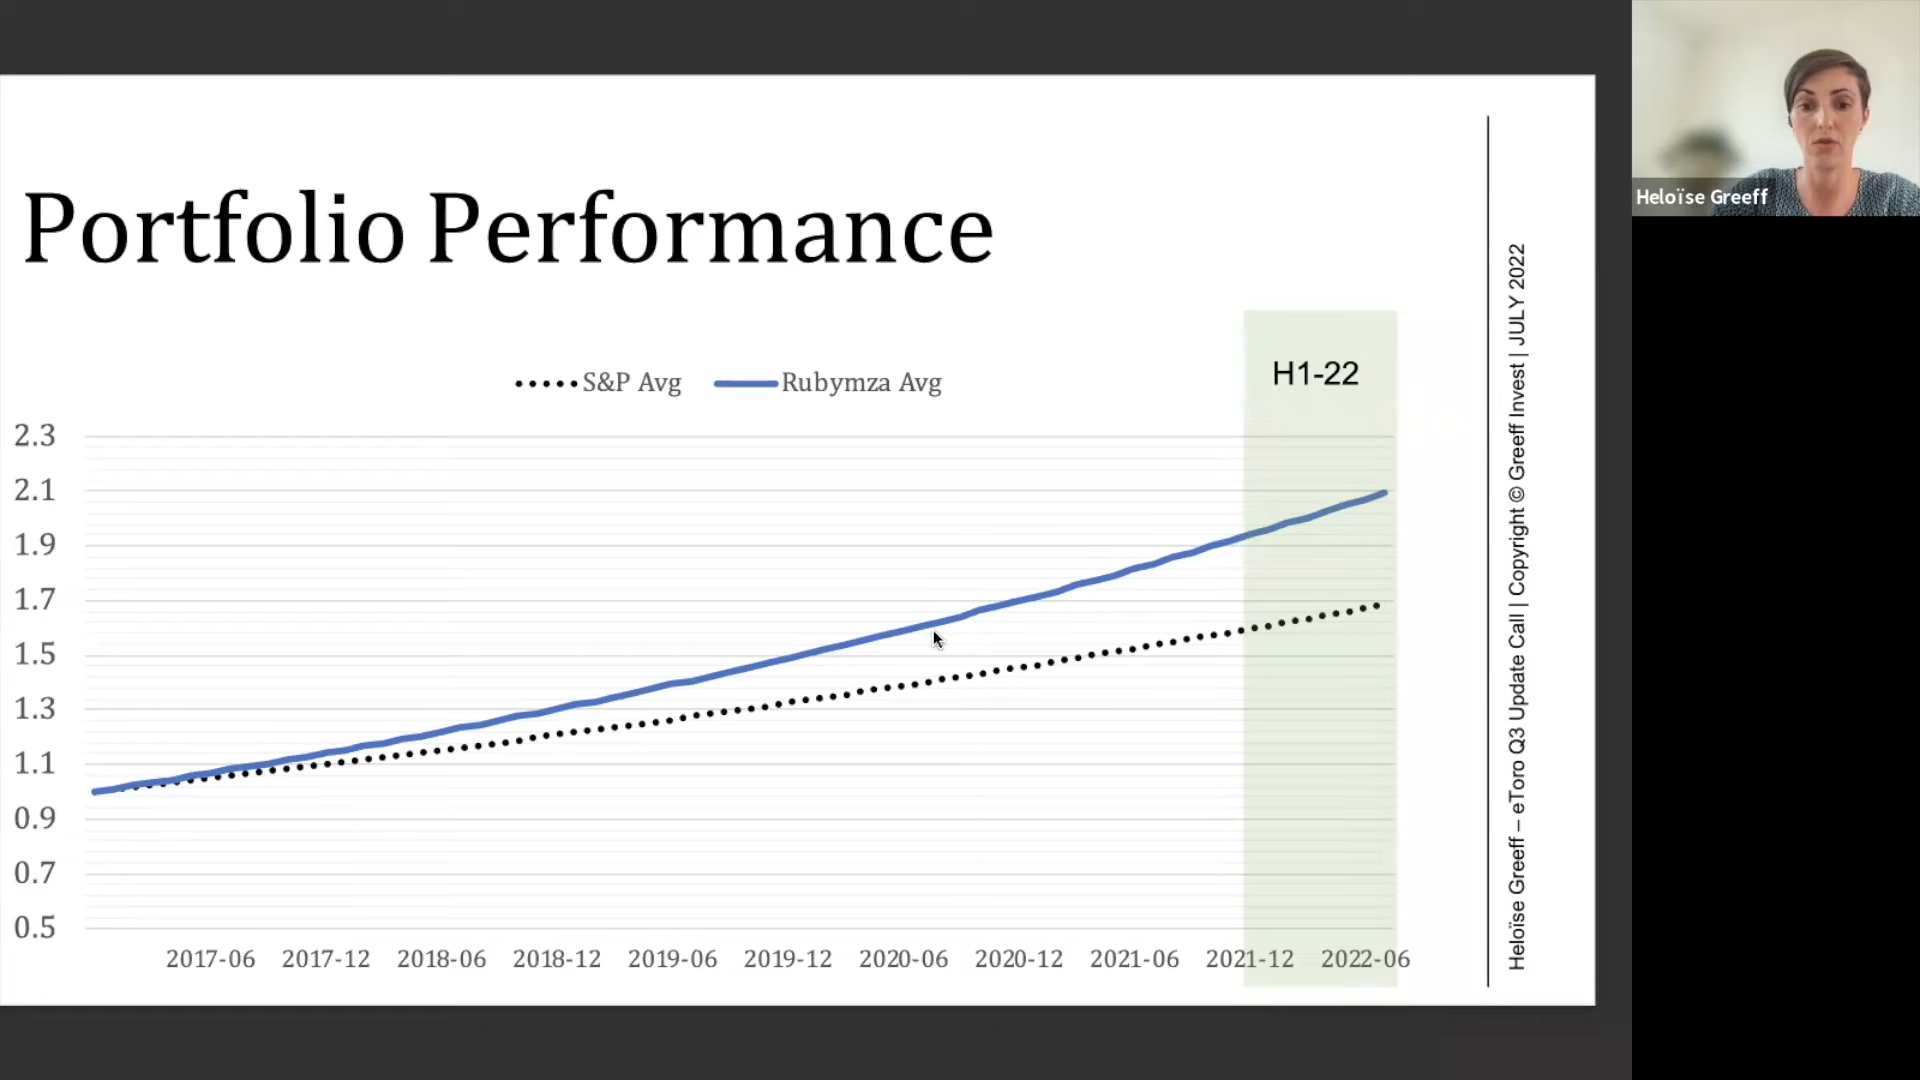 Portfolio Performance
S&P Avg
Rubymza Avg
H1-22
2.3
2.1
1.9
1.7
1.5
1.3
1.1
0.9
0.7
0.5
2017-06 2017-12 2018-06 2018-12 2019-06 2019-12 2020-06 2020-12 2021-06 2021-12 2022-06
Heloïse Greeff – eToro Q3 Update Call | Copyright © Greeff Invest | JULY 2022
Heloïse Greeff